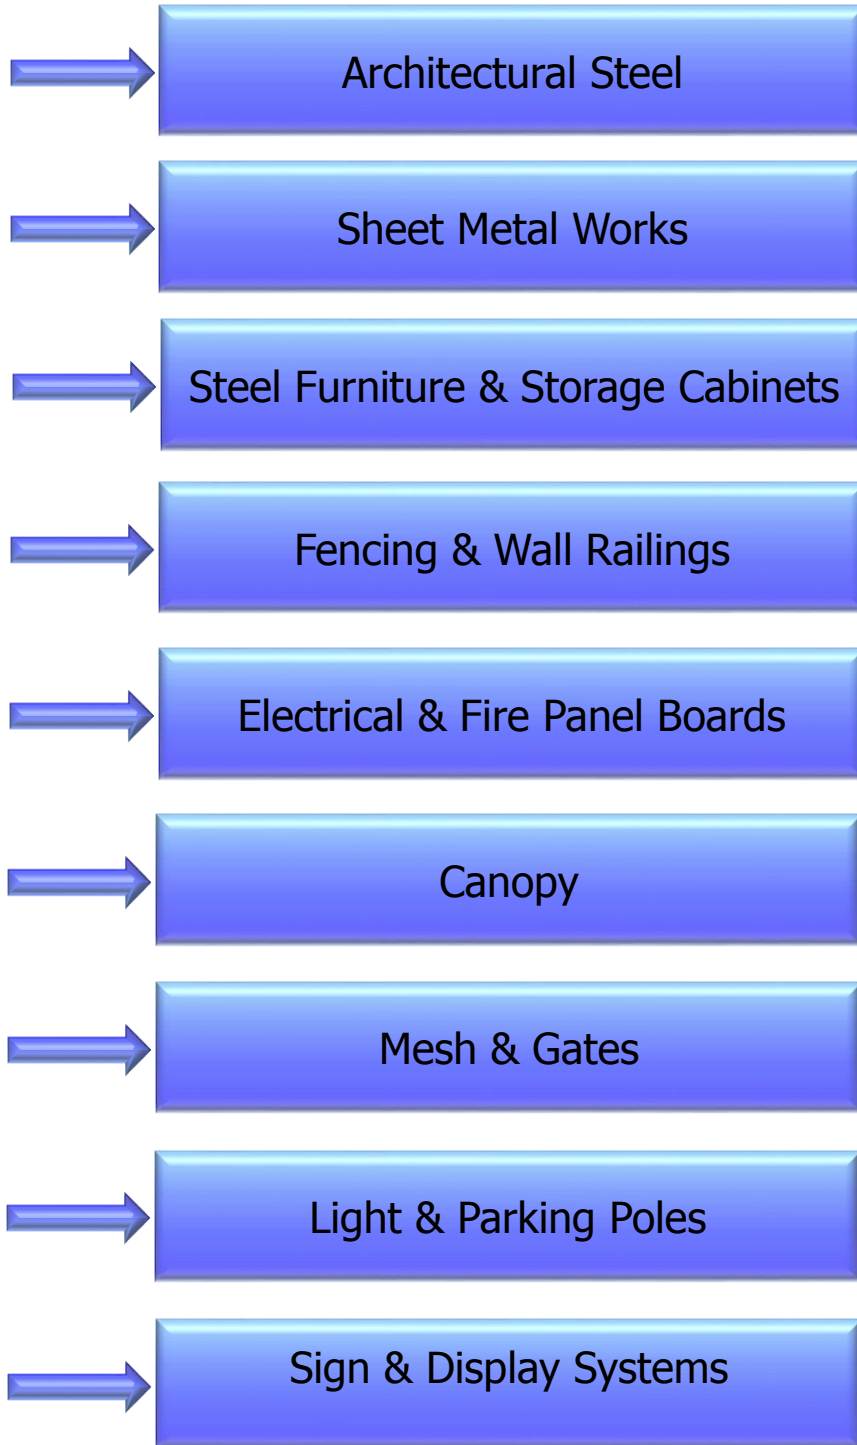 Architectural Steel
Sheet Metal Works
Steel Furniture & Storage Cabinets
Fencing & Wall Railings
Electrical & Fire Panel Boards
Canopy
Mesh & Gates
Light & Parking Poles
Sign & Display Systems